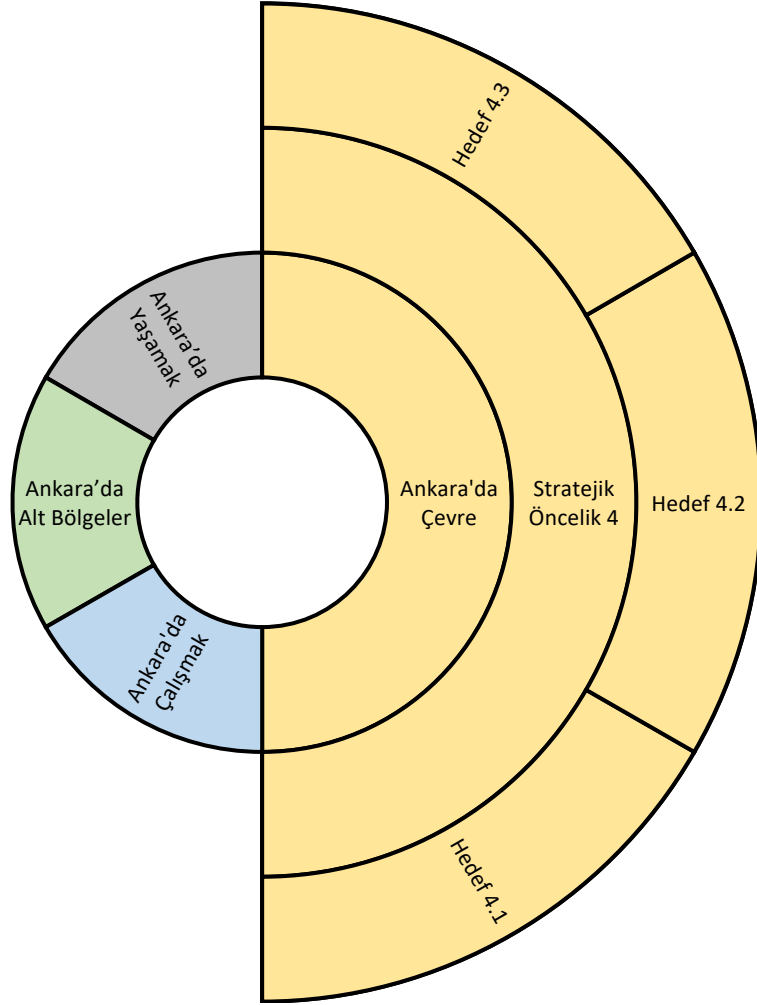 Hedef 4.3
Ankara’da
Yaşamak
Ankara’da
Alt Bölgeler
Ankara'da
Çevre
Stratejik
Öncelik 4
Hedef 4.2
Ankara'da
Çalışmak
Hedef 4.1